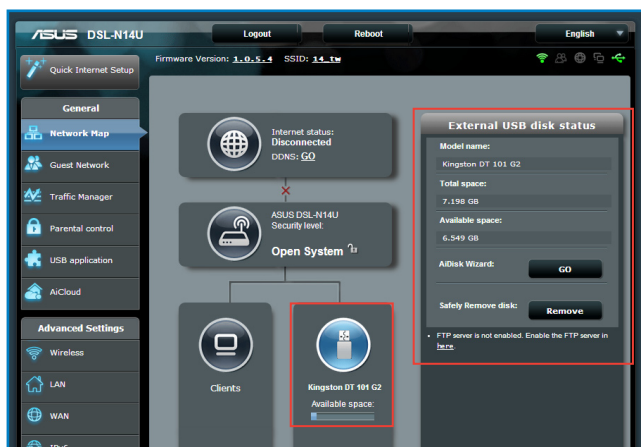 ASUS DSL-N14U
Logout
Reboot
English
Quick Internet Setup
Firmware Version: 1.0.5.4 SSID: 14_tw
General
Network Map
Guest Network
Traffic Manager
Parental control
USB application
AiCloud
Advanced Settings
Wireless
LAN
WAN
IPv6
Internet status:
Disconnected
DDNS: GO
ASUS DSL-N14U
Security level:
Open System
Clients
Kingston DT 101 G2
Available space:
External USB disk status
Model name:
Kingston DT 101 G2
Total space:
7.198 GB
Available space:
6.549 GB
AiDisk Wizard:
GO
Safely Remove disk:
Remove
• FTP server is not enabled. Enable the FTP server in
here.